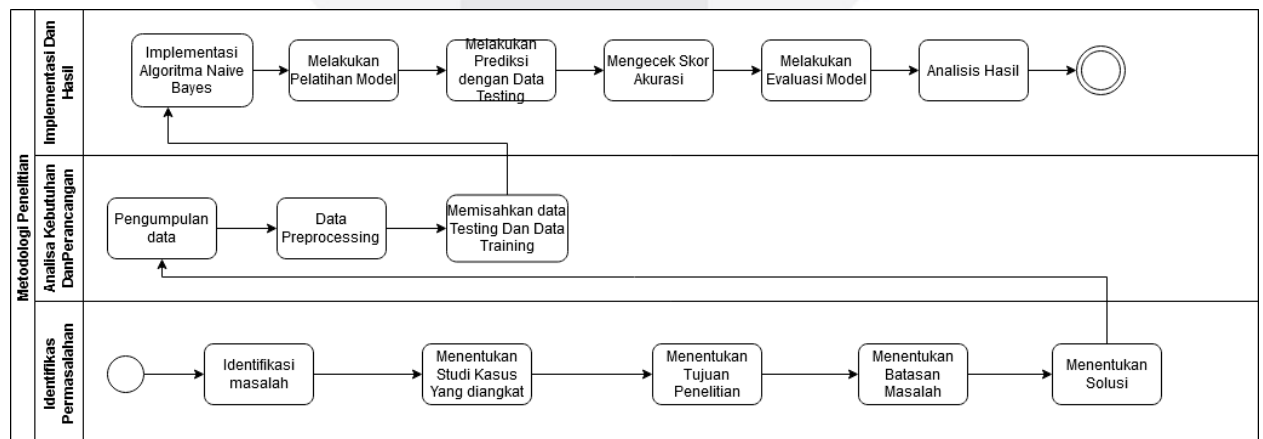 Metodologi Penelitian
Implementasi Dan
Hasil
Implementasi
Algoritma Naive
Bayes
Melakukan
Pelatihan Model
Melakukan
Prediksi
dengan Data
Testing
Mengecek Skor
Akurasi
Melakukan
Evaluasi Model
Analisis Hasil
Analisa Kebutuhan
DanPerancangan
Pengumpulan
data
Data
Preprocessing
Memisahkan data
Testing Dan Data
Training
Identifikas
Permasalahan
Identifikasi
masalah
Menentukan
Studi Kasus
Yang diangkat
Menentukan
Tujuan
Penelitian
Menentukan
Batasan
Masalah
Menentukan
Solusi